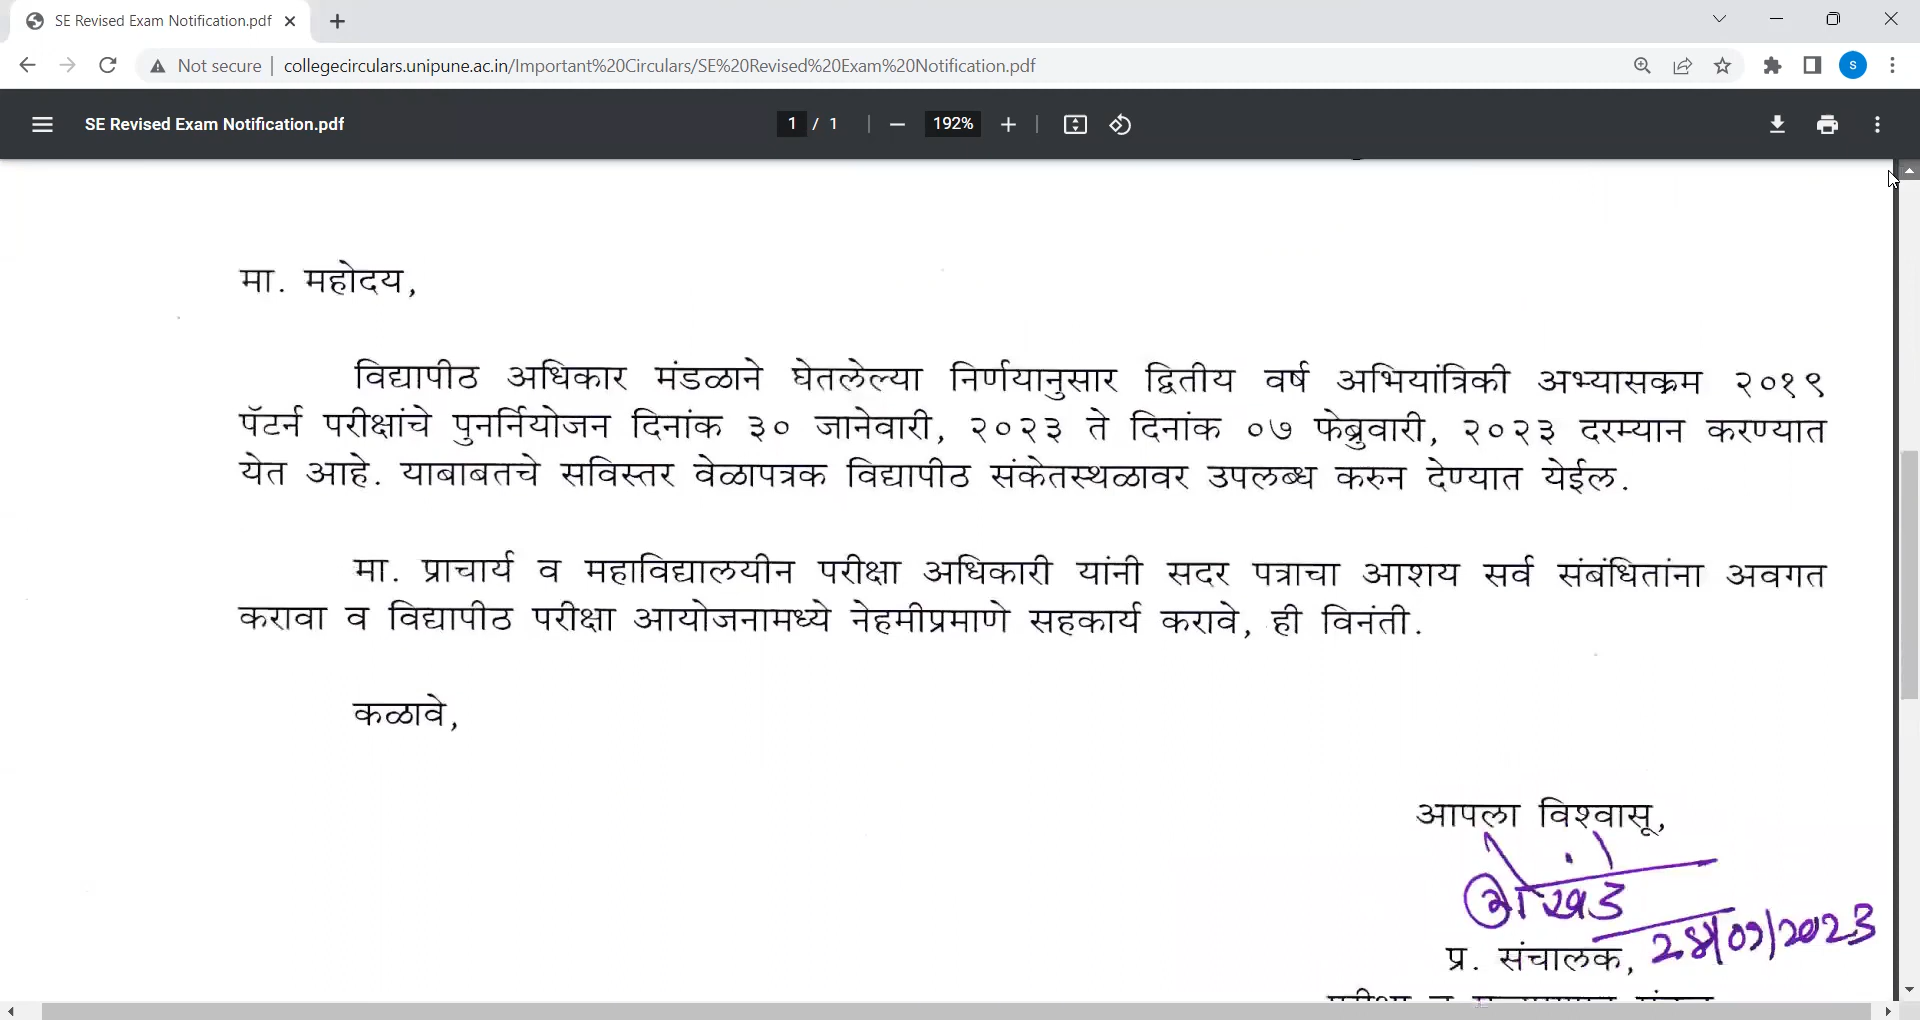 SE Revised Exam Notification.pdf
Not secure
collegecirculars.unipune.ac.in/Important%20Circulars/SE%20Revised%20Exam%20Notification.pdf
S
SE Revised Exam Notification.pdf
1 / 1
192%
मा. महोदय,
विद्यापीठ अधिकार मंडळाने घेतलेल्या निर्णयानुसार द्वितीय वर्ष अभियांत्रिकी अभ्यासक्रम २०१९
पॅटर्न परीक्षांचे पुनर्नियोजन दिनांक ३० जानेवारी, २०२३ ते दिनांक ०७ फेब्रुवारी, २०२३ दरम्यान करण्यात
येत आहे. याबाबतचे सविस्तर वेळापत्रक विद्यापीठ संकेतस्थळावर उपलब्ध करुन देण्यात येईल.
मा. प्राचार्य व महाविद्यालयीन परीक्षा अधिकारी यांनी सदर पत्राचा आशय सर्व संबंधितांना अवगत
करावा व विद्यापीठ परीक्षा आयोजनामध्ये नेहमीप्रमाणे सहकार्य करावे, ही विनंती.
कळावे,
आपला विश्वासू,
प्र. संचालक,